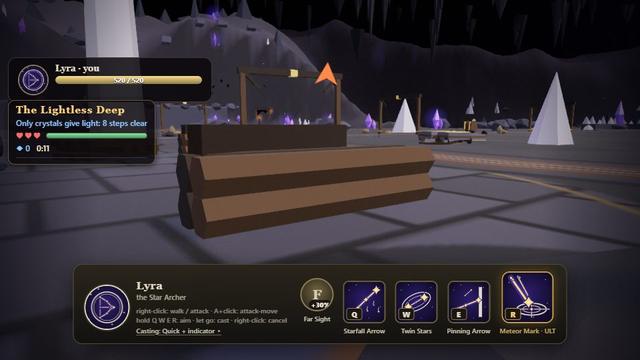 Lyra · you
520 / 520
The Lightless Deep
Only crystals give light: 8 steps clear
0 0:11
Lyra
the Star Archer
right-click: walk / attack · A+click: attack-move
hold Q W E R: aim · let go: cast · right-click: cancel
Casting: Quick + indicator
F
+30%
Far Sight
Q
Starfall Arrow
W
Twin Stars
E
Pinning Arrow
R
Meteor Mark · ULT